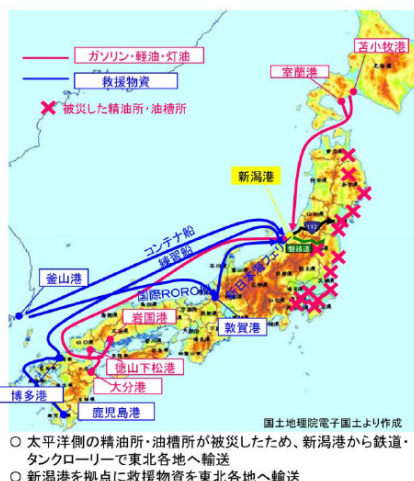 ガソリン・軽油・灯油
救援物資
被災した精油所・油槽所
苫小牧港
室蘭港
新潟港
113
磐越道
コンテナ船
練習船
新日本海フェリー
釜山港
国際RORO船
岩国港
敦賀港
徳山下松港
大分港
博多港
鹿児島港
国土地理院電子国土より作成
○ 太平洋側の精油所・油槽所が被災したため、新潟港から鉄道・
タンクローリーで東北各地へ輸送
○ 新潟港を拠点に救援物資を東北各地へ輸送